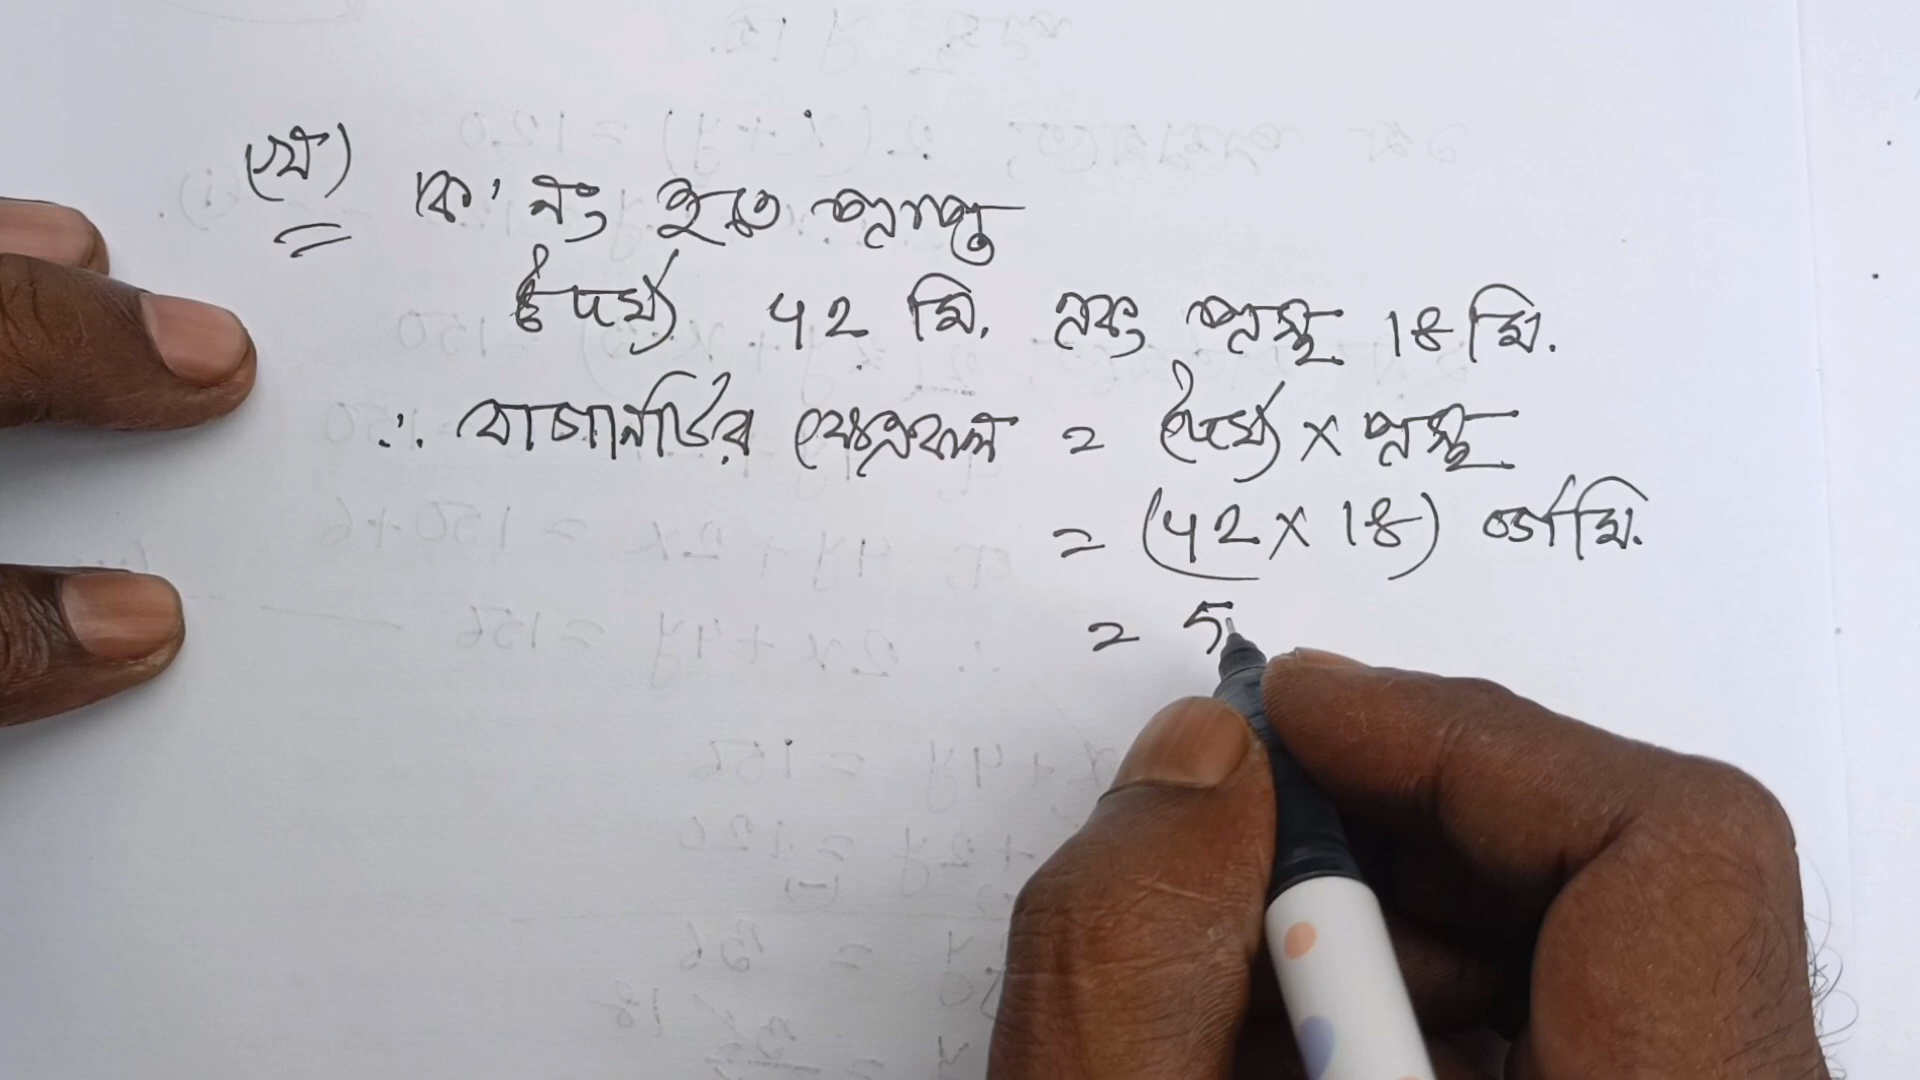 (খ) 'ক' নং হতে প্রাপ্ত
দৈর্ঘ্য 42 মি. এবং প্রস্থ 18 মি.
∴ বাগানটির ক্ষেত্রফল = দৈর্ঘ্য × প্রস্থ
= (42 × 18) বর্গমি.
= 5